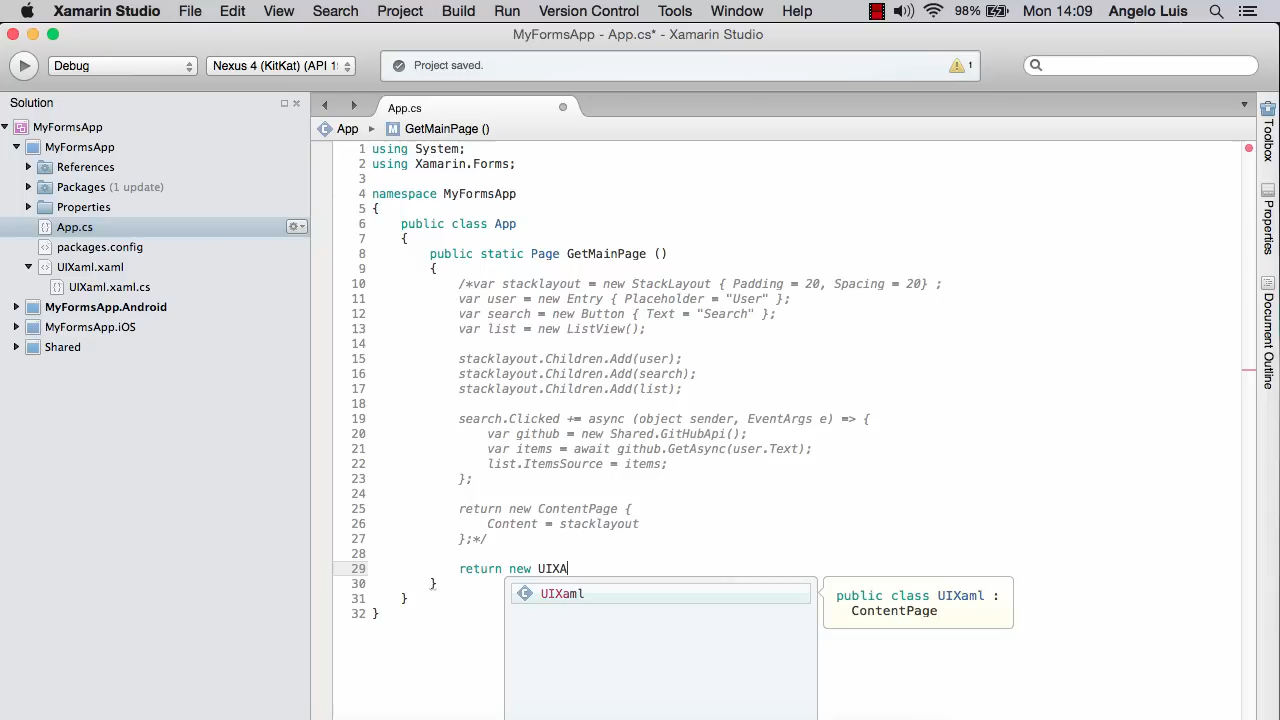 Xamarin Studio File Edit View Search Project Build Run Version Control Tools Window Help 98% Mon 14:09 Angelo Luis
MyFormsApp - App.cs* - Xamarin Studio
Debug Nexus 4 (KitKat) (API 1 Project saved. 1
Solution
App.cs
App GetMainPage ()
MyFormsApp
MyFormsApp
References
Packages (1 update)
Properties
App.cs
packages.config
UIXaml.xaml
UIXaml.xaml.cs
MyFormsApp.Android
MyFormsApp.iOS
Shared
1 using System;
2 using Xamarin.Forms;
3
4 namespace MyFormsApp
5 {
6 public class App
7 {
8 public static Page GetMainPage ()
9 {
10 /*var stacklayout = new StackLayout { Padding = 20, Spacing = 20} ;
11 var user = new Entry { Placeholder = "User" };
12 var search = new Button { Text = "Search" };
13 var list = new ListView();
14
15 stacklayout.Children.Add(user);
16 stacklayout.Children.Add(search);
17 stacklayout.Children.Add(list);
18
19 search.Clicked += async (object sender, EventArgs e) => {
20 var github = new Shared.GitHubApi();
21 var items = await github.GetAsync(user.Text);
22 list.ItemsSource = items;
23 };
24
25 return new ContentPage {
26 Content = stacklayout
27 };*/
28
29 return new UIXA
30 }
31 }
32 }
UIXaml
public class UIXaml :
ContentPage
Toolbox
Properties
Document Outline